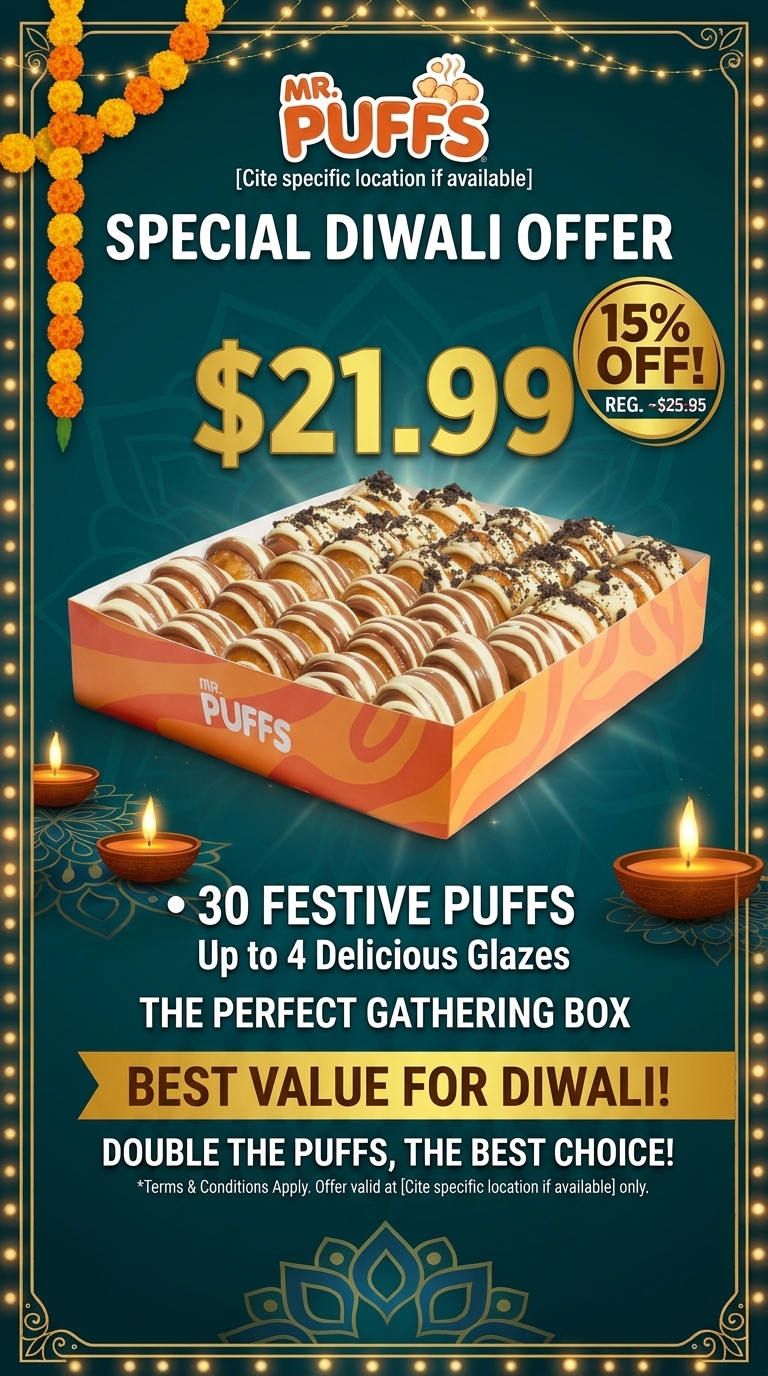 MR.
PUFFS
[Cite specific location if available]
SPECIAL DIWALI OFFER
15%
OFF!
REG. ~$25.95
$21.99
MR.
PUFFS
• 30 FESTIVE PUFFS
Up to 4 Delicious Glazes
THE PERFECT GATHERING BOX
BEST VALUE FOR DIWALI!
DOUBLE THE PUFFS, THE BEST CHOICE!
*Terms & Conditions Apply. Offer valid at [Cite specific location if available] only.